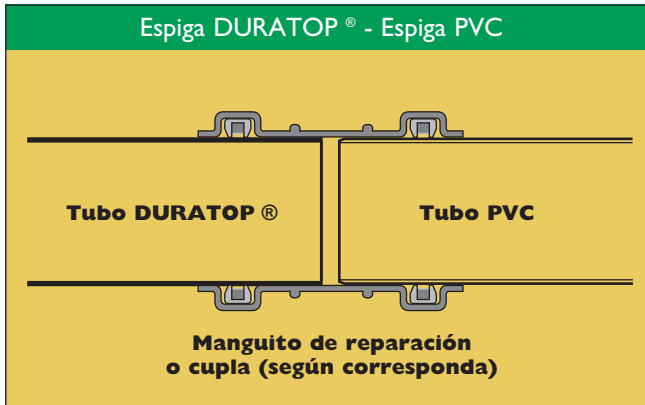 Espiga DURATOP ® - Espiga PVC
Tubo DURATOP ®
Tubo PVC
Manguito de reparación
o cupla (según corresponda)